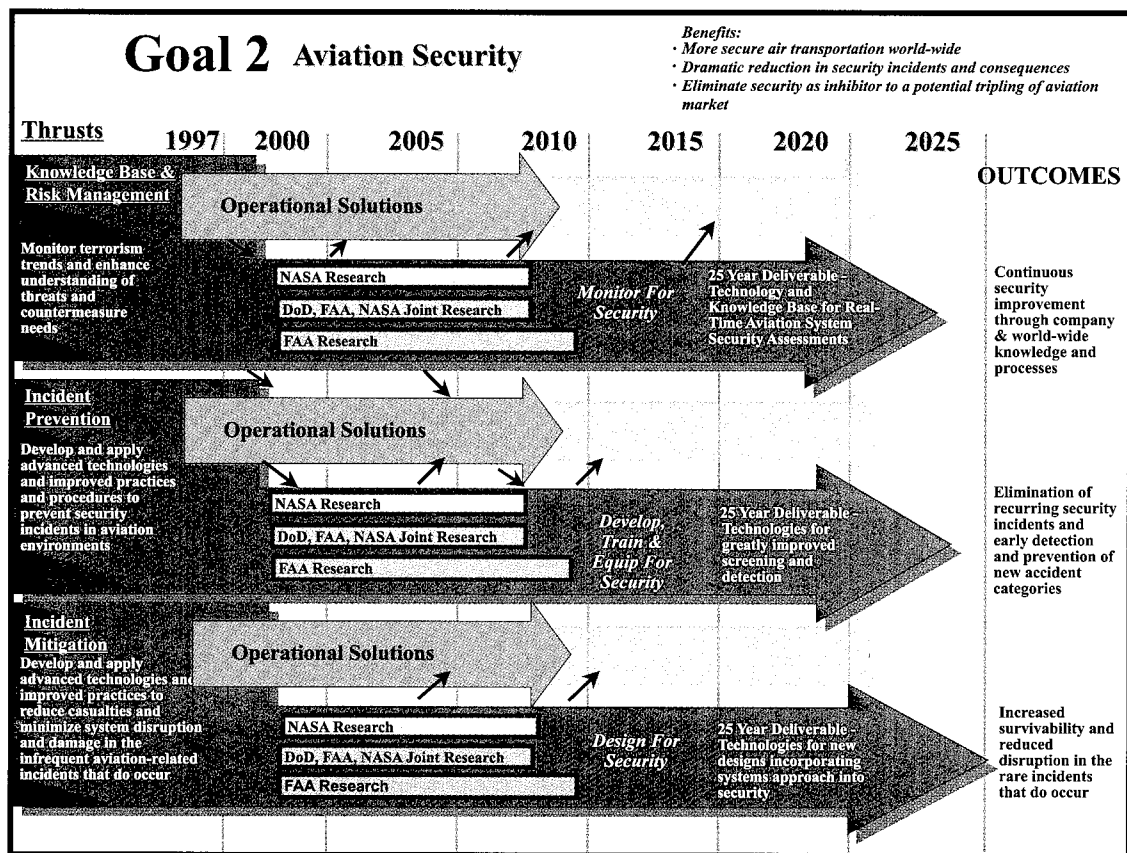 Goal 2 Aviation Security
Benefits:
· More secure air transportation world-wide
· Dramatic reduction in security incidents and consequences
· Eliminate security as inhibitor to a potential tripling of aviation
market
Thrusts
1997 2000 2005 2010 2015 2020 2025
OUTCOMES
Knowledge Base &
Risk Management
Monitor terrorism
trends and enhance
understanding of
threats and
countermeasure
needs
Operational Solutions
NASA Research
DoD, FAA, NASA Joint Research
FAA Research
Monitor For
Security
25 Year Deliverable -
Technology and
Knowledge Base for Real-
Time Aviation System
Security Assessments
Continuous
security
improvement
through company
& world-wide
knowledge and
processes
Incident
Prevention
Develop and apply
advanced technologies
and improved practices
and procedures to
prevent security
incidents in aviation
environments
Operational Solutions
NASA Research
DoD, FAA, NASA Joint Research
FAA Research
Develop,
Train &
Equip For
Security
25 Year Deliverable -
Technologies for
greatly improved
screening and
detection
Elimination of
recurring security
incidents and
early detection
and prevention of
new accident
categories
Incident
Mitigation
Develop and apply
advanced technologies and
improved practices to
reduce casualties and
minimize system disruption
and damage in the
infrequent aviation-related
incidents that do occur
Operational Solutions
NASA Research
DoD, FAA, NASA Joint Research
FAA Research
Design For
Security
25 Year Deliverable -
Technologies for new
designs incorporating
systems approach into
security
Increased
survivability and
reduced
disruption in the
rare incidents
that do occur